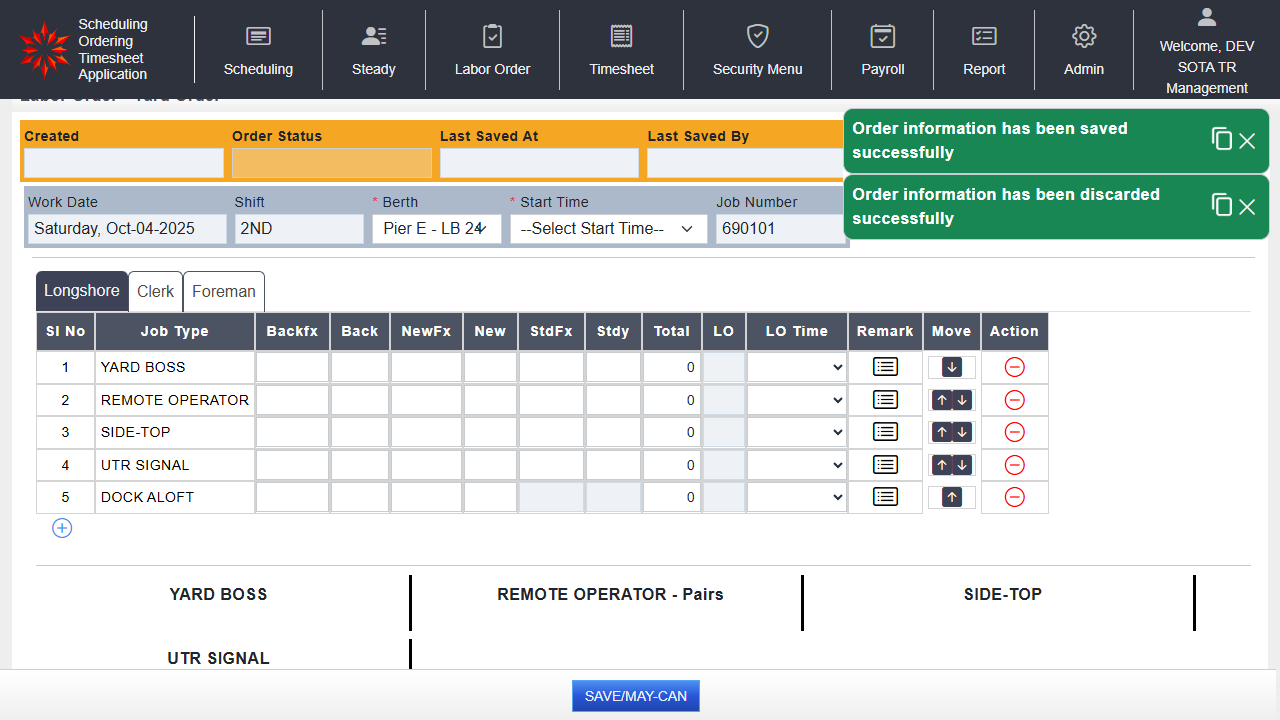 Scheduling
Ordering
Timesheet
Application
Scheduling
Steady
Labor Order
Timesheet
Security Menu
Payroll
Report
Admin
Welcome, DEV
SOTA TR
Management
Order information has been saved
successfully
Order information has been discarded
successfully
Created Order Status Last Saved At Last Saved By
Work Date Shift * Berth * Start Time Job Number
Saturday, Oct-04-2025 2ND Pier E - LB 24 --Select Start Time-- 690101
Longshore Clerk Foreman
Sl No Job Type Backfx Back NewFx New StdFx Stdy Total LO LO Time Remark Move Action
1 YARD BOSS 0
2 REMOTE OPERATOR 0
3 SIDE-TOP 0
4 UTR SIGNAL 0
5 DOCK ALOFT 0
YARD BOSS REMOTE OPERATOR - Pairs SIDE-TOP
UTR SIGNAL
SAVE/MAY-CAN